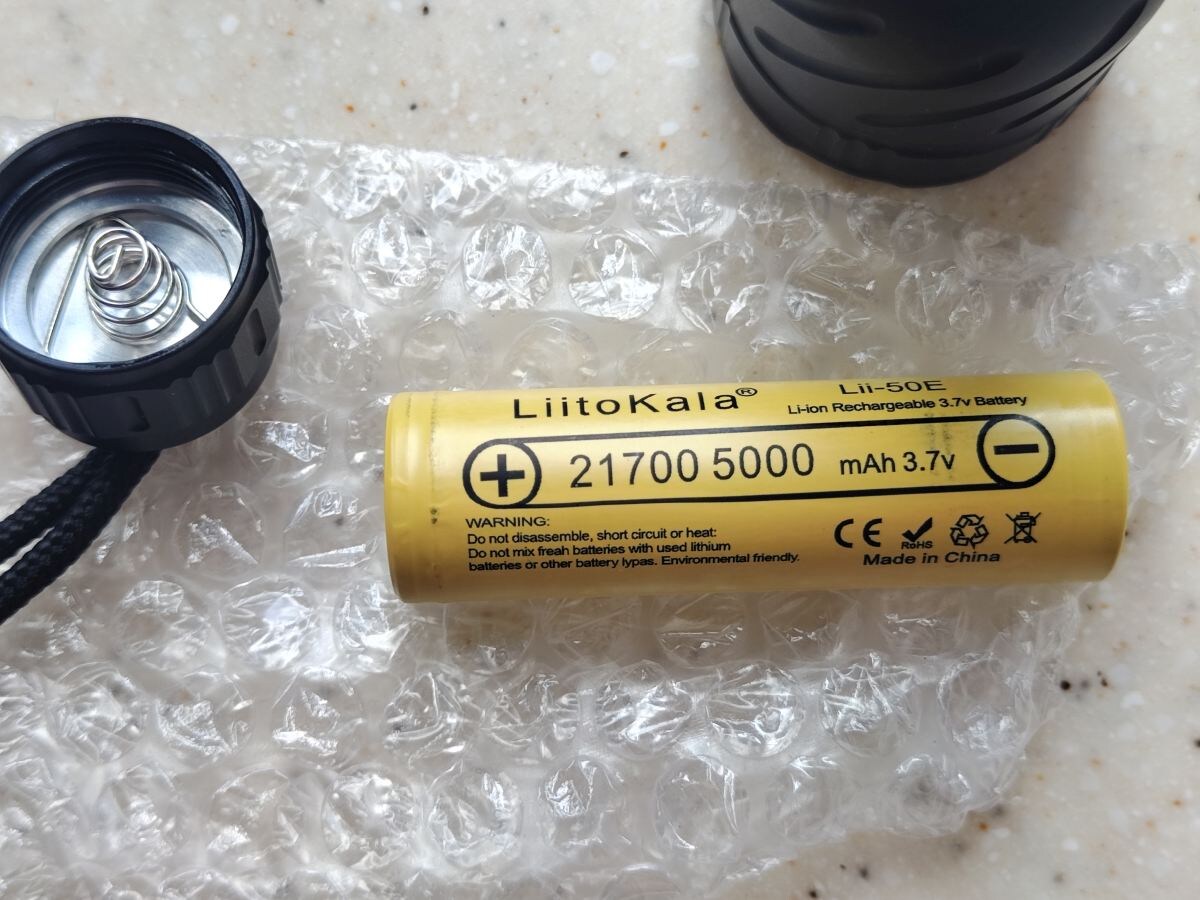 LiitoKala®
Lii-50E
Li-ion Rechargeable 3.7v Battery
+ 21700 5000 mAh 3.7v −
WARNING:
Do not disassemble, short circuit or heat:
Do not mix freah batteries with used lithium
batteries or other battery lypas. Environmental friendly.
CE RoHS
Made in China